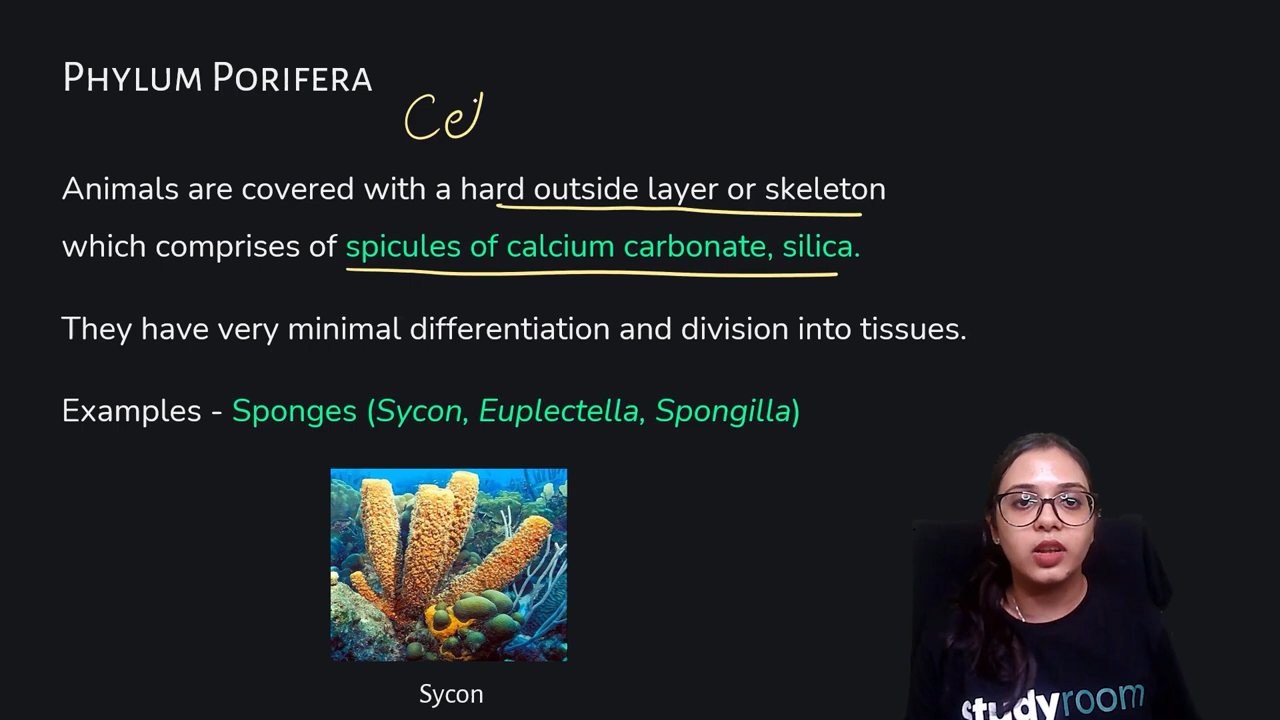 PHYLUM PORIFERA
Ce
Animals are covered with a hard outside layer or skeleton
which comprises of spicules of calcium carbonate, silica.
They have very minimal differentiation and division into tissues.
Examples - Sponges (Sycon, Euplectella, Spongilla)
Sycon
studyroom